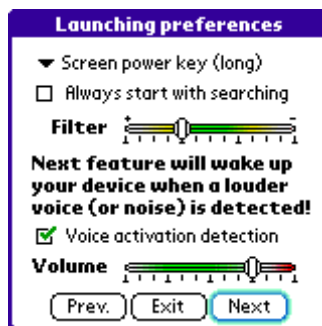 Launching preferences
Screen power key (long)
Always start with searching
Filter
Next feature will wake up
your device when a louder
voice (or noise) is detected!
Voice activation detection
Volume
Prev. Exit Next